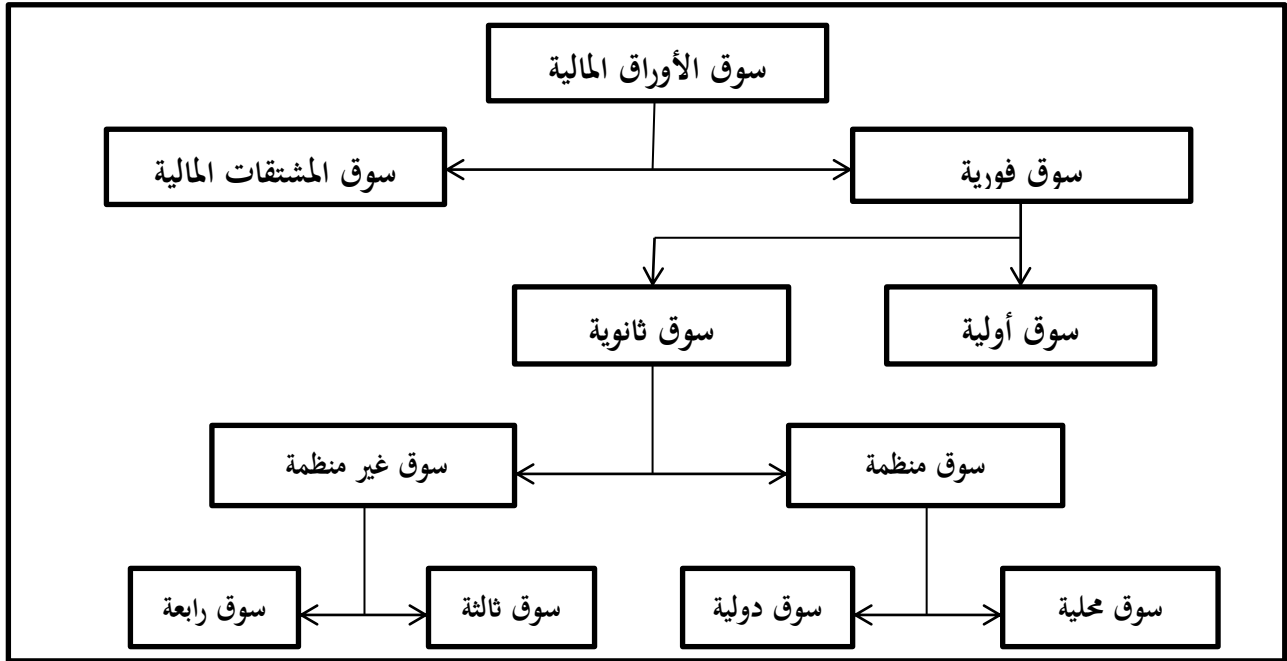 سوق الأوراق المالية
سوق فورية
سوق المشتقات المالية
سوق أولية
سوق ثانوية
سوق منظمة
سوق غير منظمة
سوق محلية
سوق دولية
سوق ثالثة
سوق رابعة